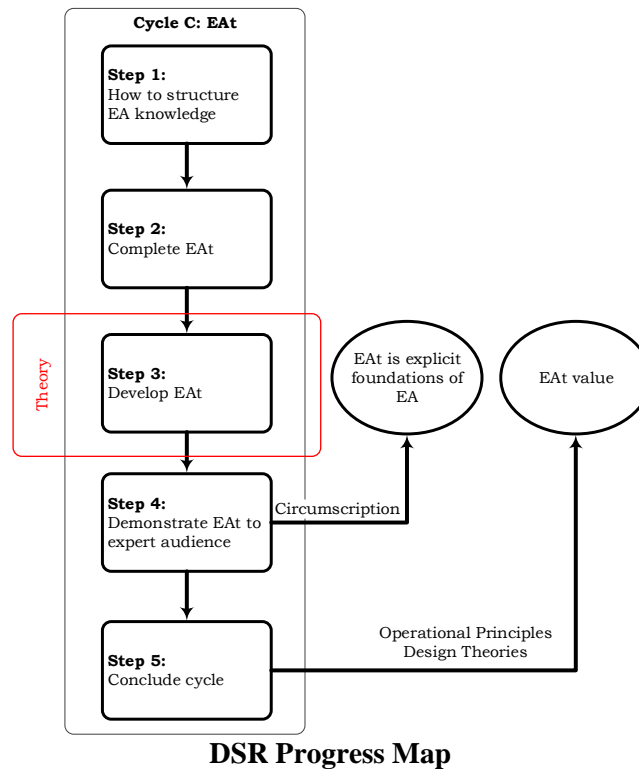 Cycle C: EAt
Step 1:
How to structure
EA knowledge
Step 2:
Complete EAt
Theory
Step 3:
Develop EAt
EAt is explicit
foundations of
EA
EAt value
Step 4:
Demonstrate EAt to
expert audience
Circumscription
Step 5:
Conclude cycle
Operational Principles
Design Theories
DSR Progress Map